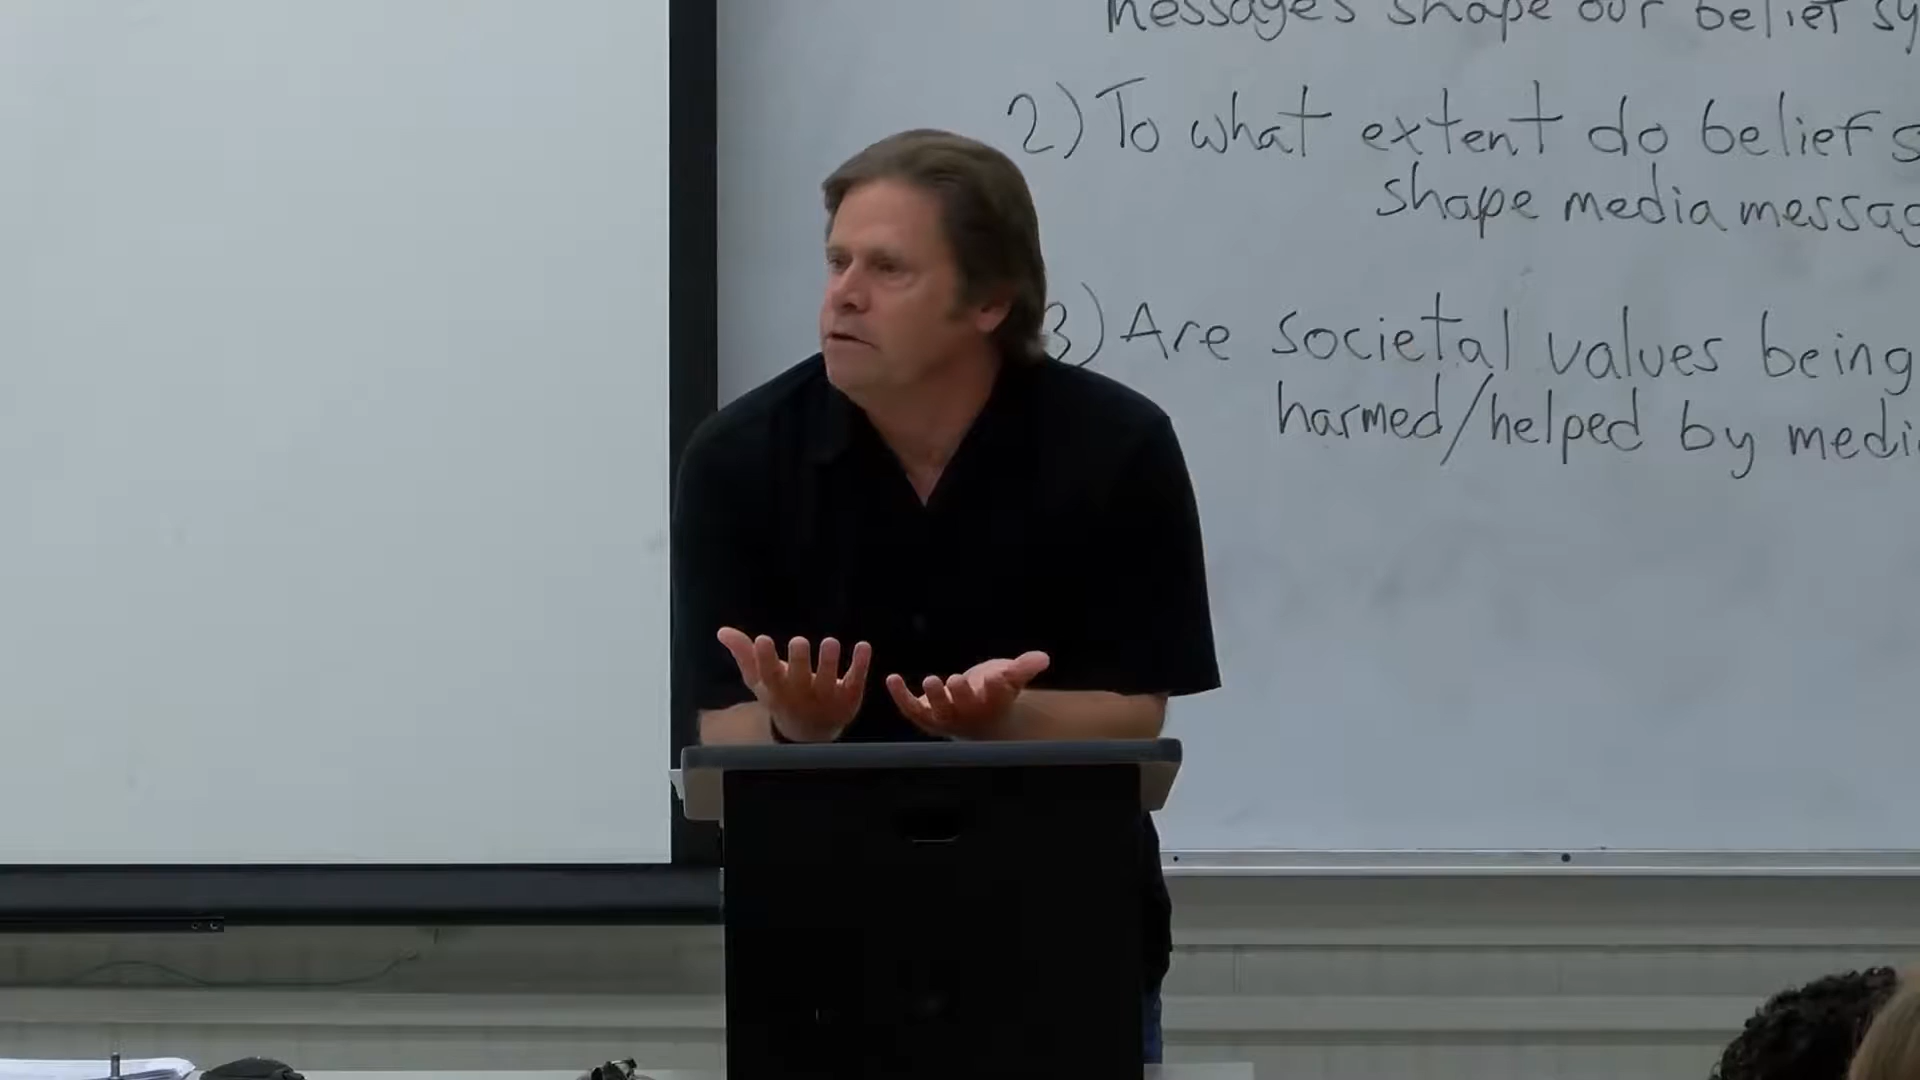 messages shape our belief sy
2) To what extent do belief s
shape media messag
3) Are societal values being
harmed/helped by medi